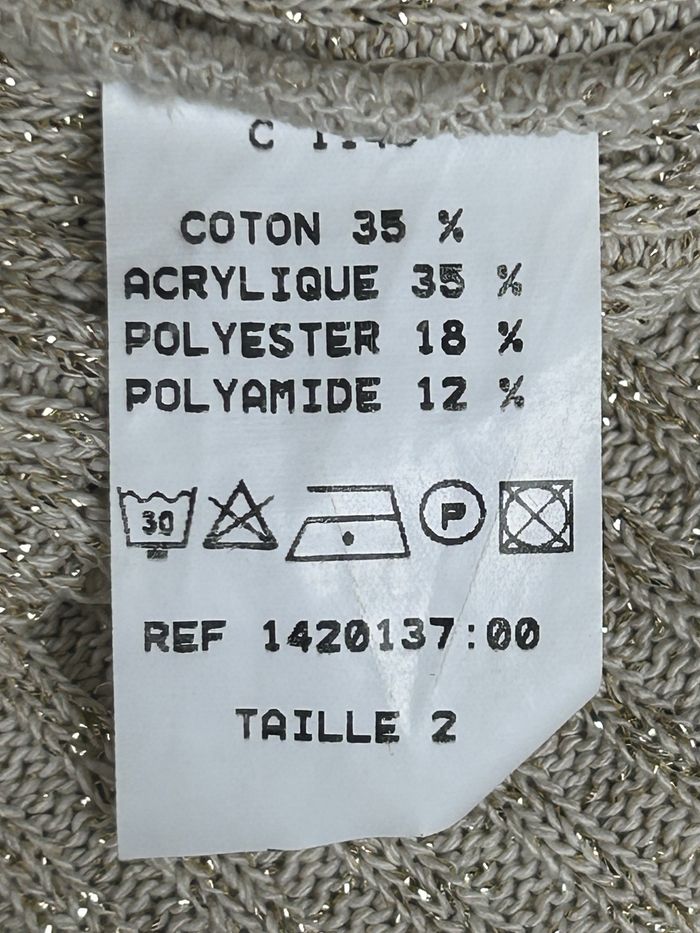 COTON 35 %
ACRYLIQUE 35 %
POLYESTER 18 %
POLYAMIDE 12 %
30 P
REF 1420137:00
TAILLE 2